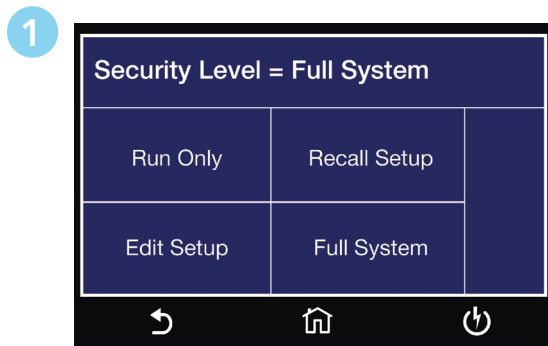 1
Security Level = Full System
Run Only
Recall Setup
Edit Setup
Full System